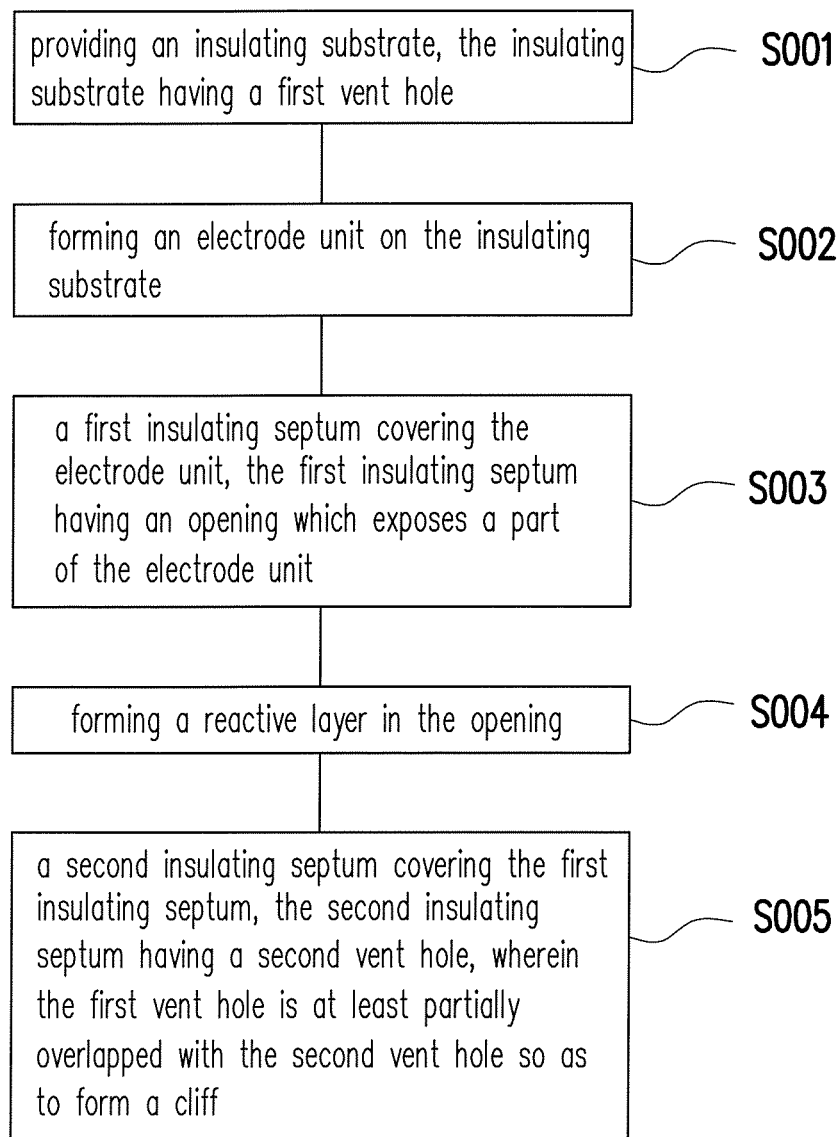 providing an insulating substrate, the insulating
substrate having a first vent hole
S001
forming an electrode unit on the insulating
substrate
S002
a first insulating septum covering the
electrode unit, the first insulating septum
having an opening which exposes a part
of the electrode unit
S003
forming a reactive layer in the opening
S004
a second insulating septum covering the first
insulating septum, the second insulating
septum having a second vent hole, wherein
the first vent hole is at least partially
overlapped with the second vent hole so as
to form a cliff
S005